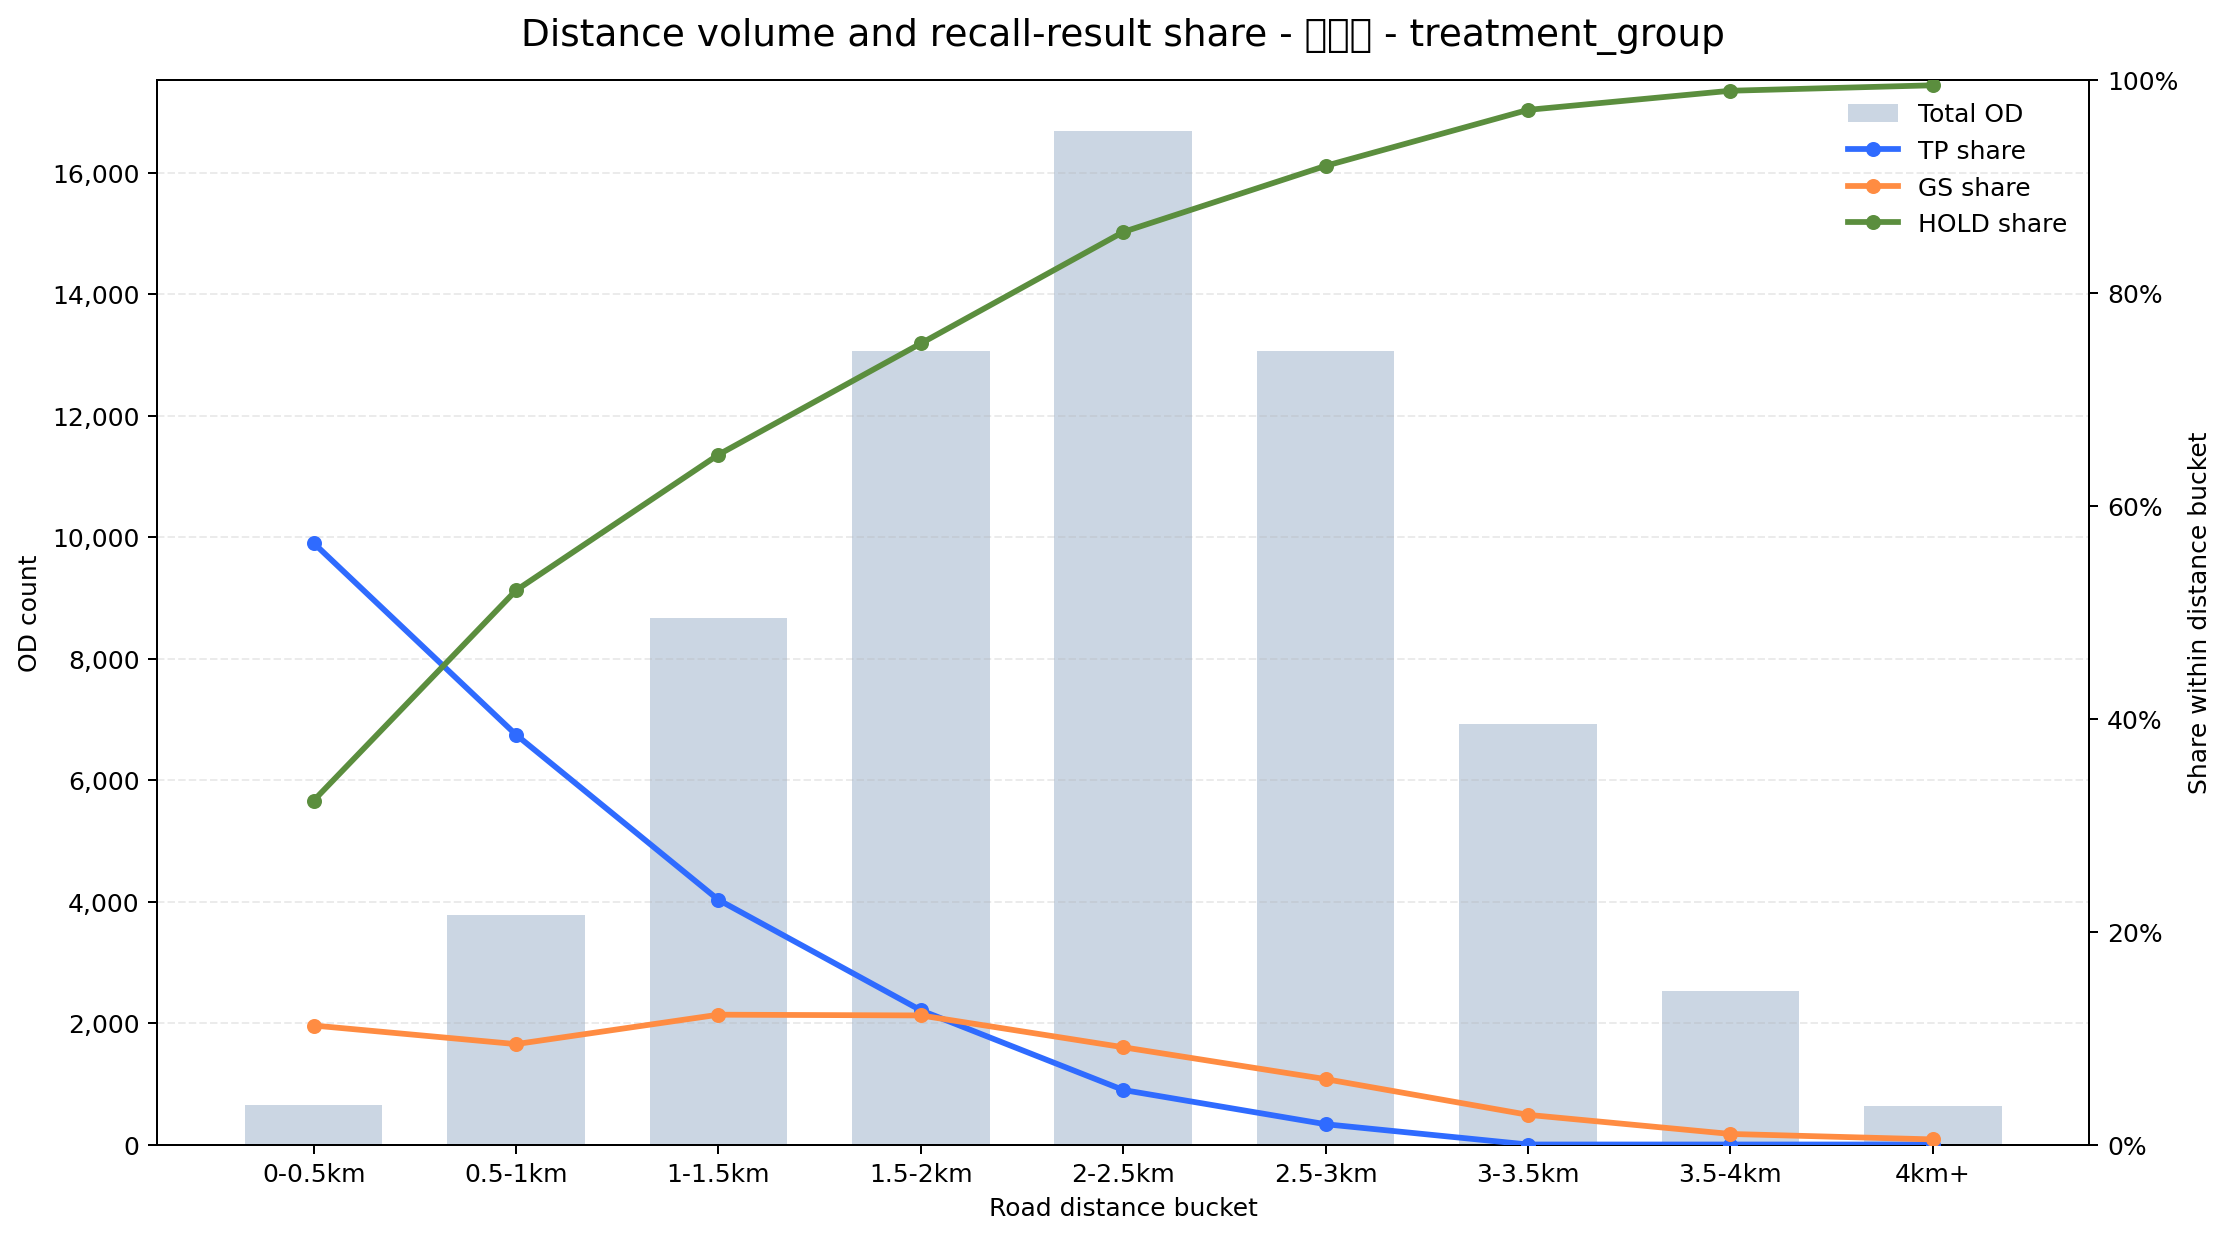 Distance volume and recall-result share - - treatment_group
Total OD
TP share
GS share
HOLD share
16,000
14,000
12,000
10,000
8,000
6,000
4,000
2,000
0
OD count
100%
80%
60%
40%
20%
0%
Share within distance bucket
0-0.5km 0.5-1km 1-1.5km 1.5-2km 2-2.5km 2.5-3km 3-3.5km 3.5-4km 4km+
Road distance bucket